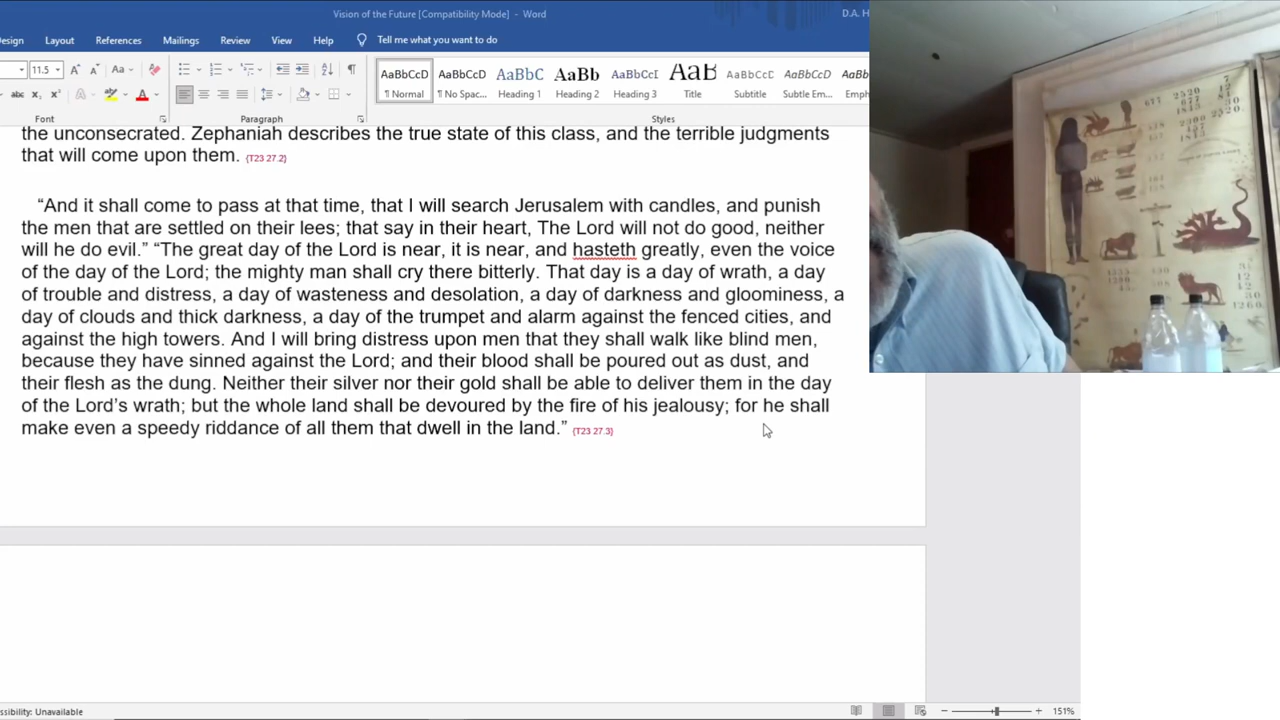 Vision of the Future [Compatibility Mode] - Word
D.A. H
esign Layout References Mailings Review View Help Tell me what you want to do
11.5 A A Aa
abc x x A
AaBbCcD AaBbCcD AaBbC AaBb AaBbCcI AaB AaBbCcD AaBbCcD AaBb
¶ Normal ¶ No Spac... Heading 1 Heading 2 Heading 3 Title Subtitle Subtle Em... Emph
Font Paragraph Styles
the unconsecrated. Zephaniah describes the true state of this class, and the terrible judgments
that will come upon them. {T23 27.2}
“And it shall come to pass at that time, that I will search Jerusalem with candles, and punish
the men that are settled on their lees; that say in their heart, The Lord will not do good, neither
will he do evil.” “The great day of the Lord is near, it is near, and hasteth greatly, even the voice
of the day of the Lord; the mighty man shall cry there bitterly. That day is a day of wrath, a day
of trouble and distress, a day of wasteness and desolation, a day of darkness and gloominess, a
day of clouds and thick darkness, a day of the trumpet and alarm against the fenced cities, and
against the high towers. And I will bring distress upon men that they shall walk like blind men,
because they have sinned against the Lord; and their blood shall be poured out as dust, and
their flesh as the dung. Neither their silver nor their gold shall be able to deliver them in the day
of the Lord’s wrath; but the whole land shall be devoured by the fire of his jealousy; for he shall
make even a speedy riddance of all them that dwell in the land.” {T23 27.3}
677 2520
677
1843
2300
457
1843
1260
ssibility: Unavailable
151%